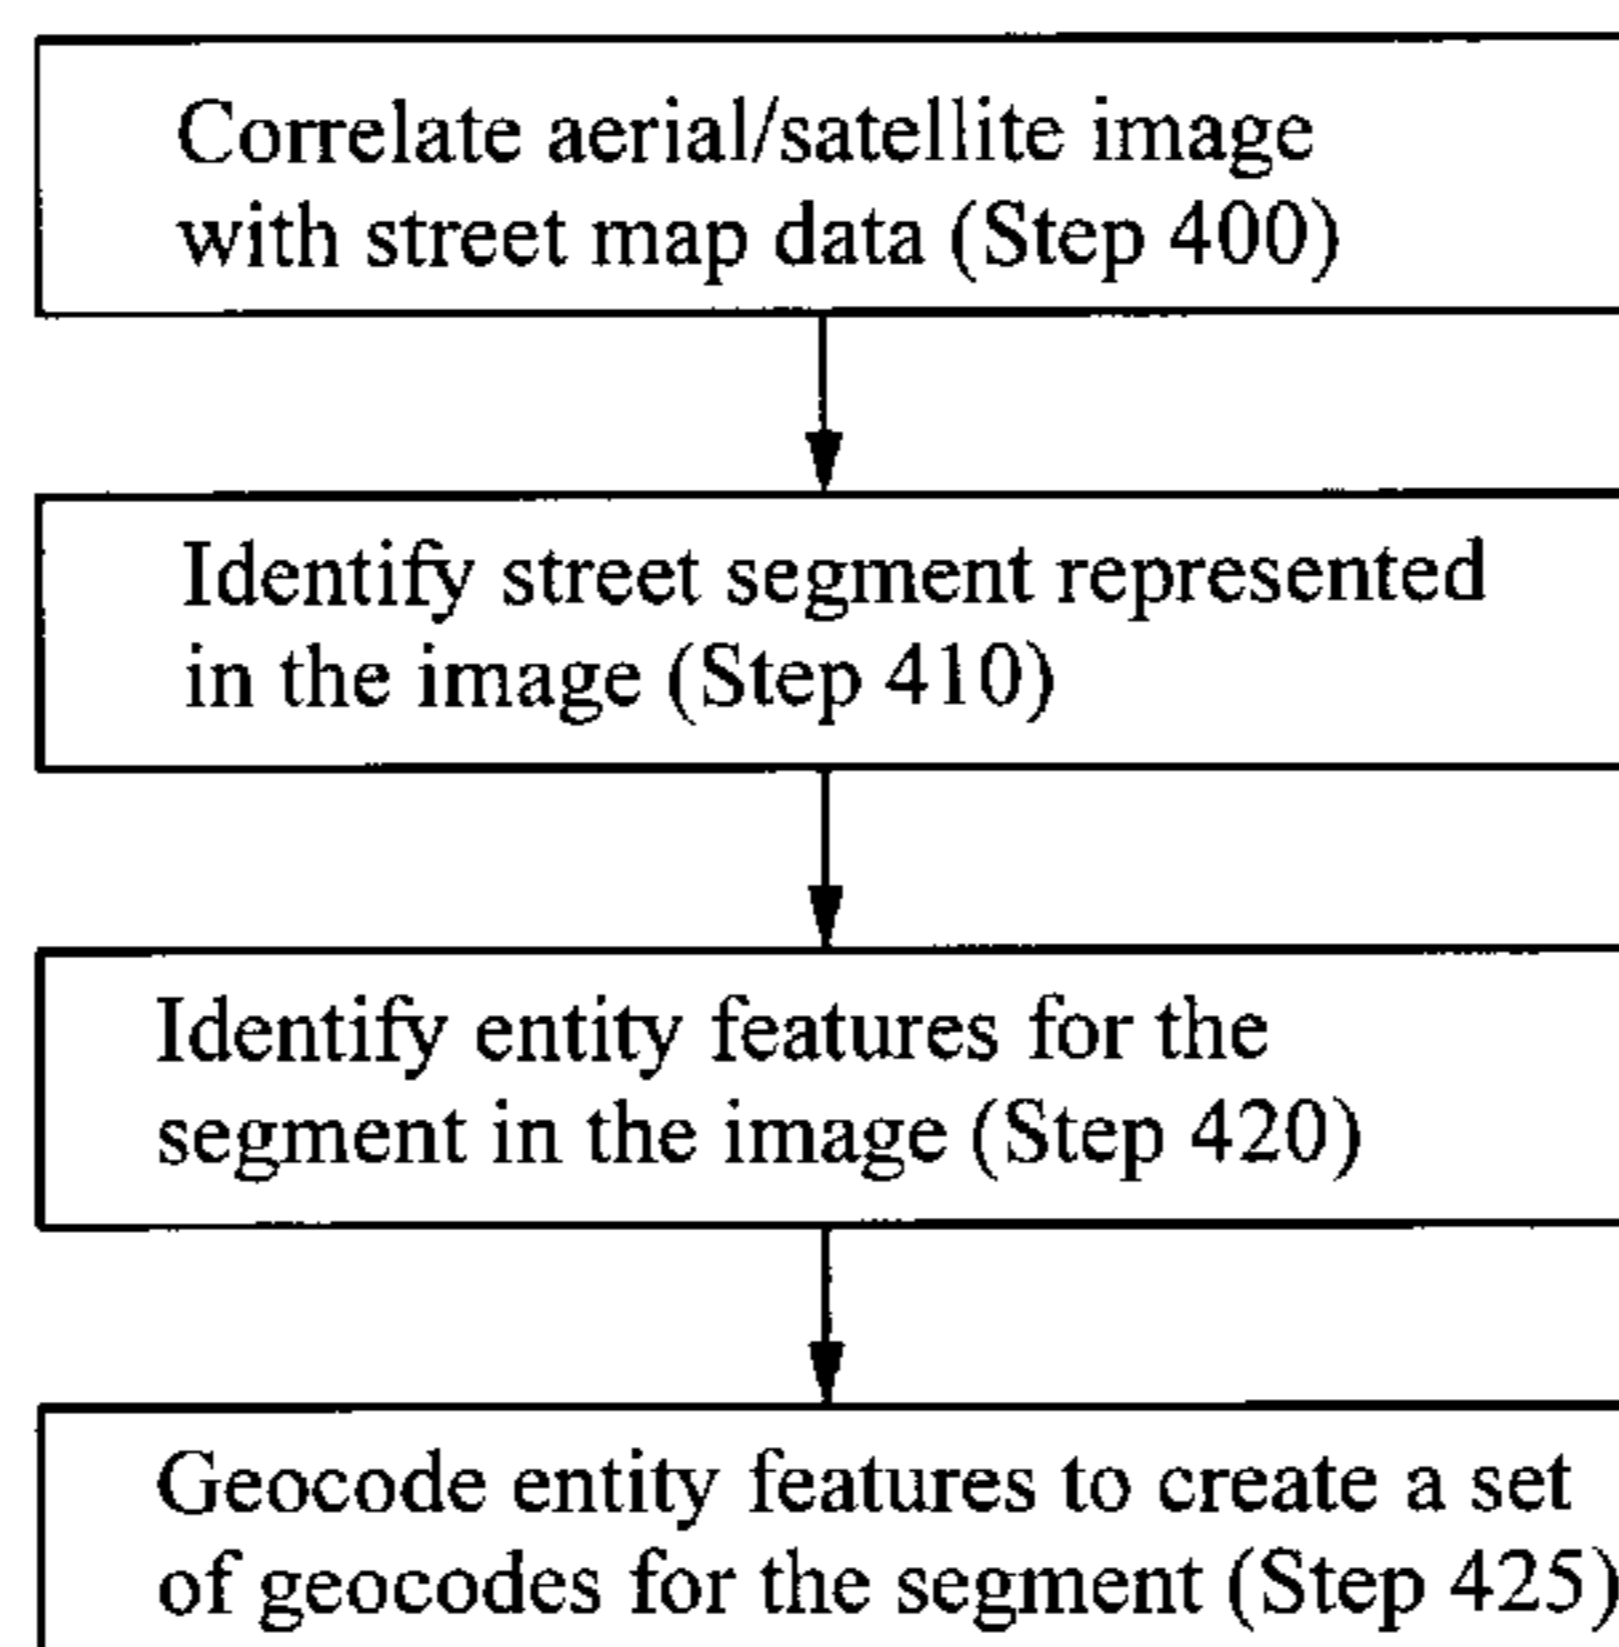 Correlate aerial/satellite image
with street map data (Step 400)
Identify street segment represented
in the image (Step 410)
Identify entity features for the
segment in the image (Step 420)
Geocode entity features to create a set
of geocodes for the segment (Step 425)